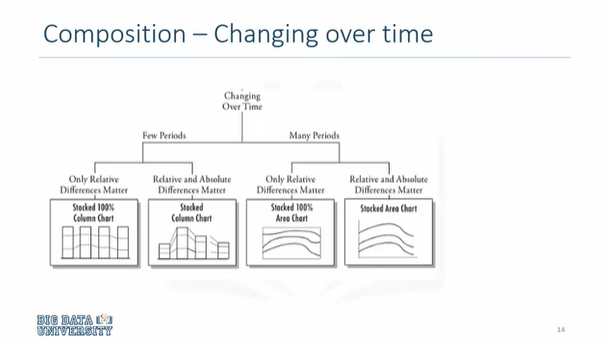 Composition – Changing over time
Changing
Over Time
Few Periods
Many Periods
Only Relative
Differences Matter
Relative and Absolute
Differences Matter
Only Relative
Differences Matter
Relative and Absolute
Differences Matter
Stacked 100%
Column Chart
Stacked
Column Chart
Stacked 100%
Area Chart
Stacked Area Chart
BIG DATA
UNIVERSITY
14